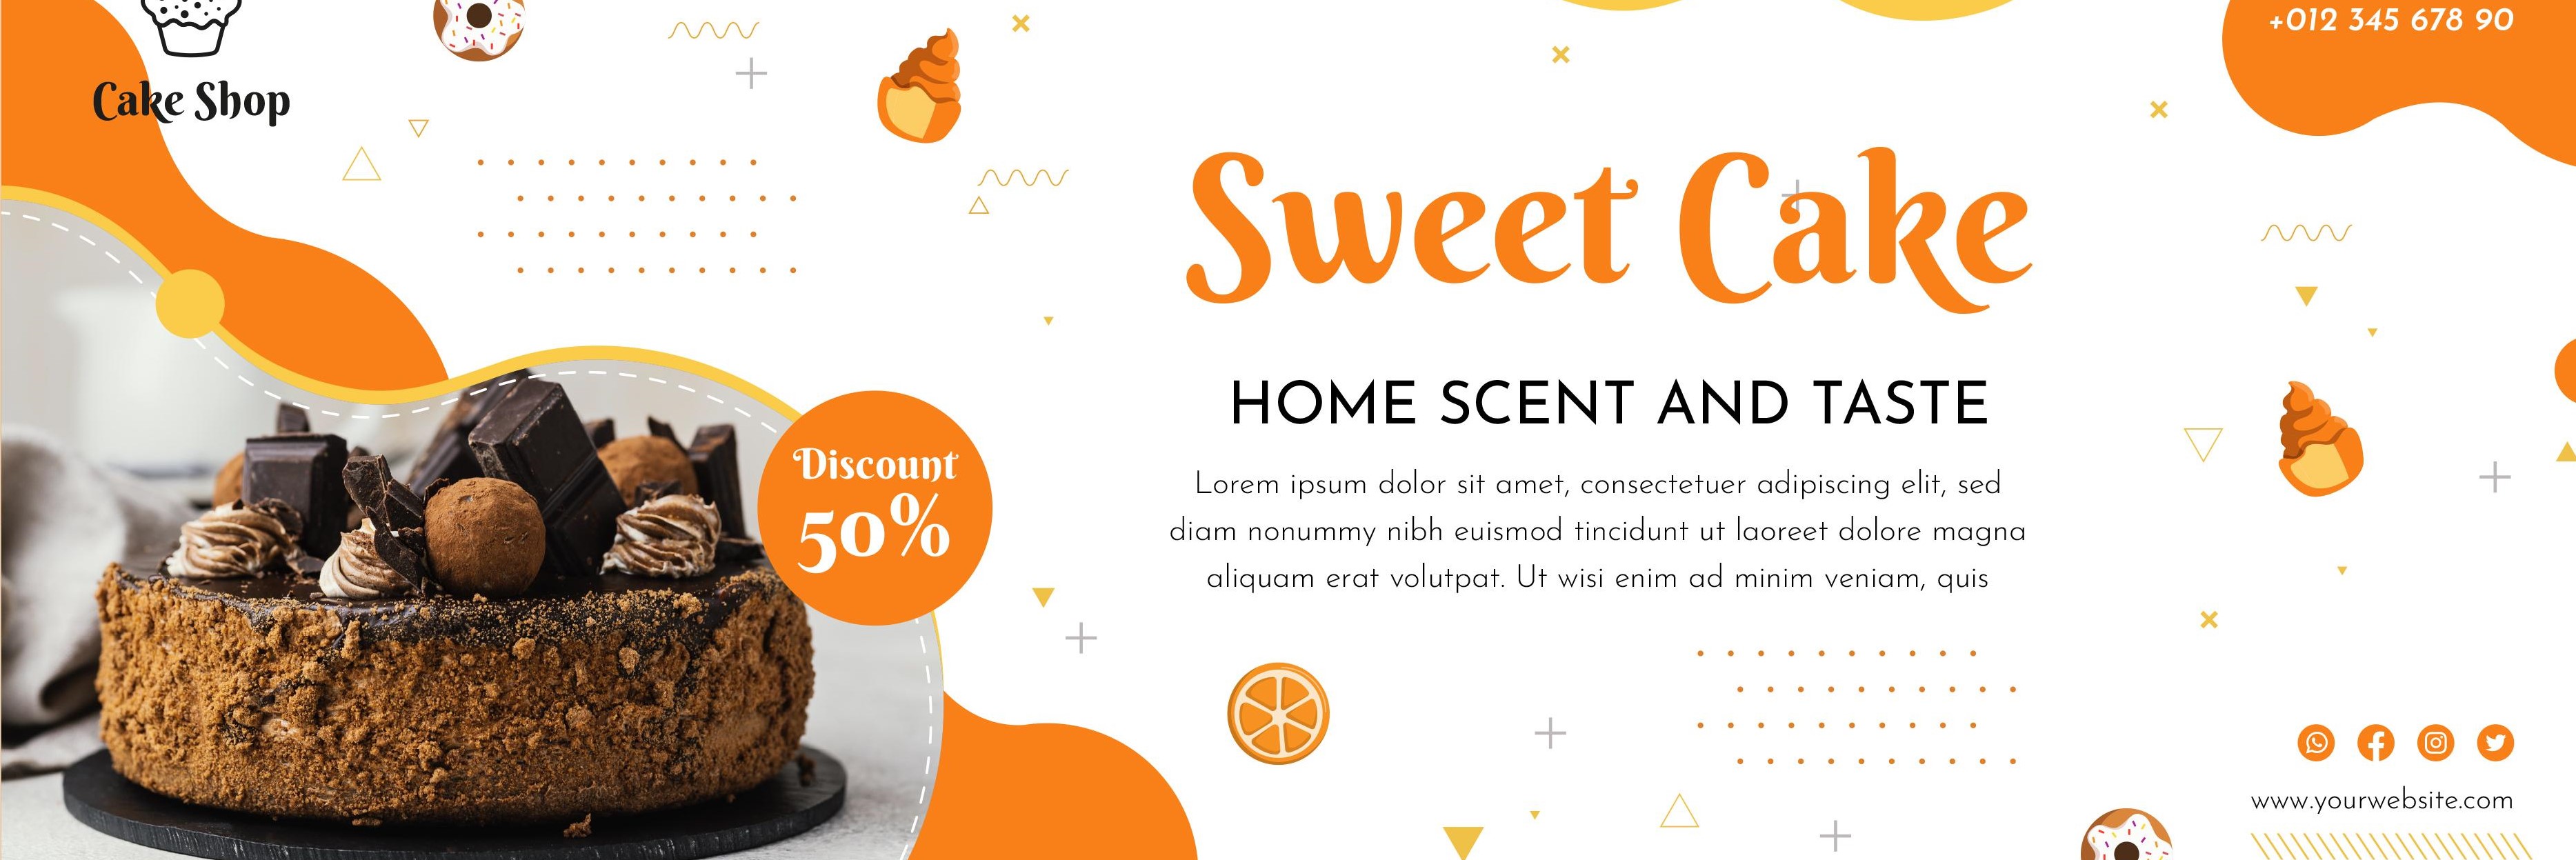 Cake Shop
+012 345 678 90
Sweet Cake
HOME SCENT AND TASTE
Lorem ipsum dolor sit amet, consectetuer adipiscing elit, sed
diam nonummy nibh euismod tincidunt ut laoreet dolore magna
aliquam erat volutpat. Ut wisi enim ad minim veniam, quis
Discount
50%
www.yourwebsite.com